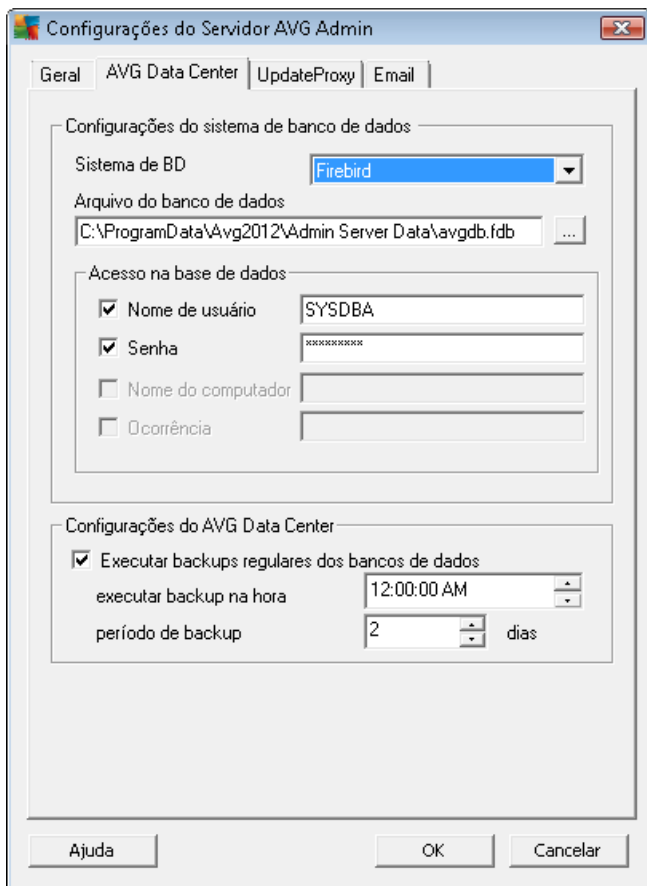 Configurações do Servidor AVG Admin
Geral AVG Data Center UpdateProxy Email
Configurações do sistema de banco de dados
Sistema de BD Firebird
Arquivo do banco de dados
C:\ProgramData\Avg2012\Admin Server Data\avgdb.fdb ...
Acesso na base de dados
Nome de usuário SYSDBA
Senha *********
Nome do computador
Ocorrência
Configurações do AVG Data Center
Executar backups regulares dos bancos de dados
executar backup na hora 12:00:00 AM
período de backup 2 dias
Ajuda OK Cancelar